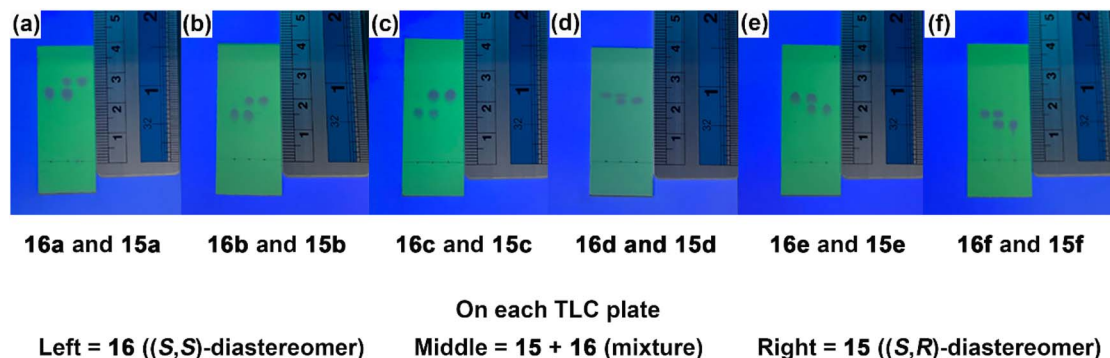 (a) (b) (c) (d) (e) (f)
16a and 15a 16b and 15b 16c and 15c 16d and 15d 16e and 15e 16f and 15f
On each TLC plate
Left = 16 ((S,S)-diastereomer) Middle = 15 + 16 (mixture) Right = 15 ((S,R)-diastereomer)